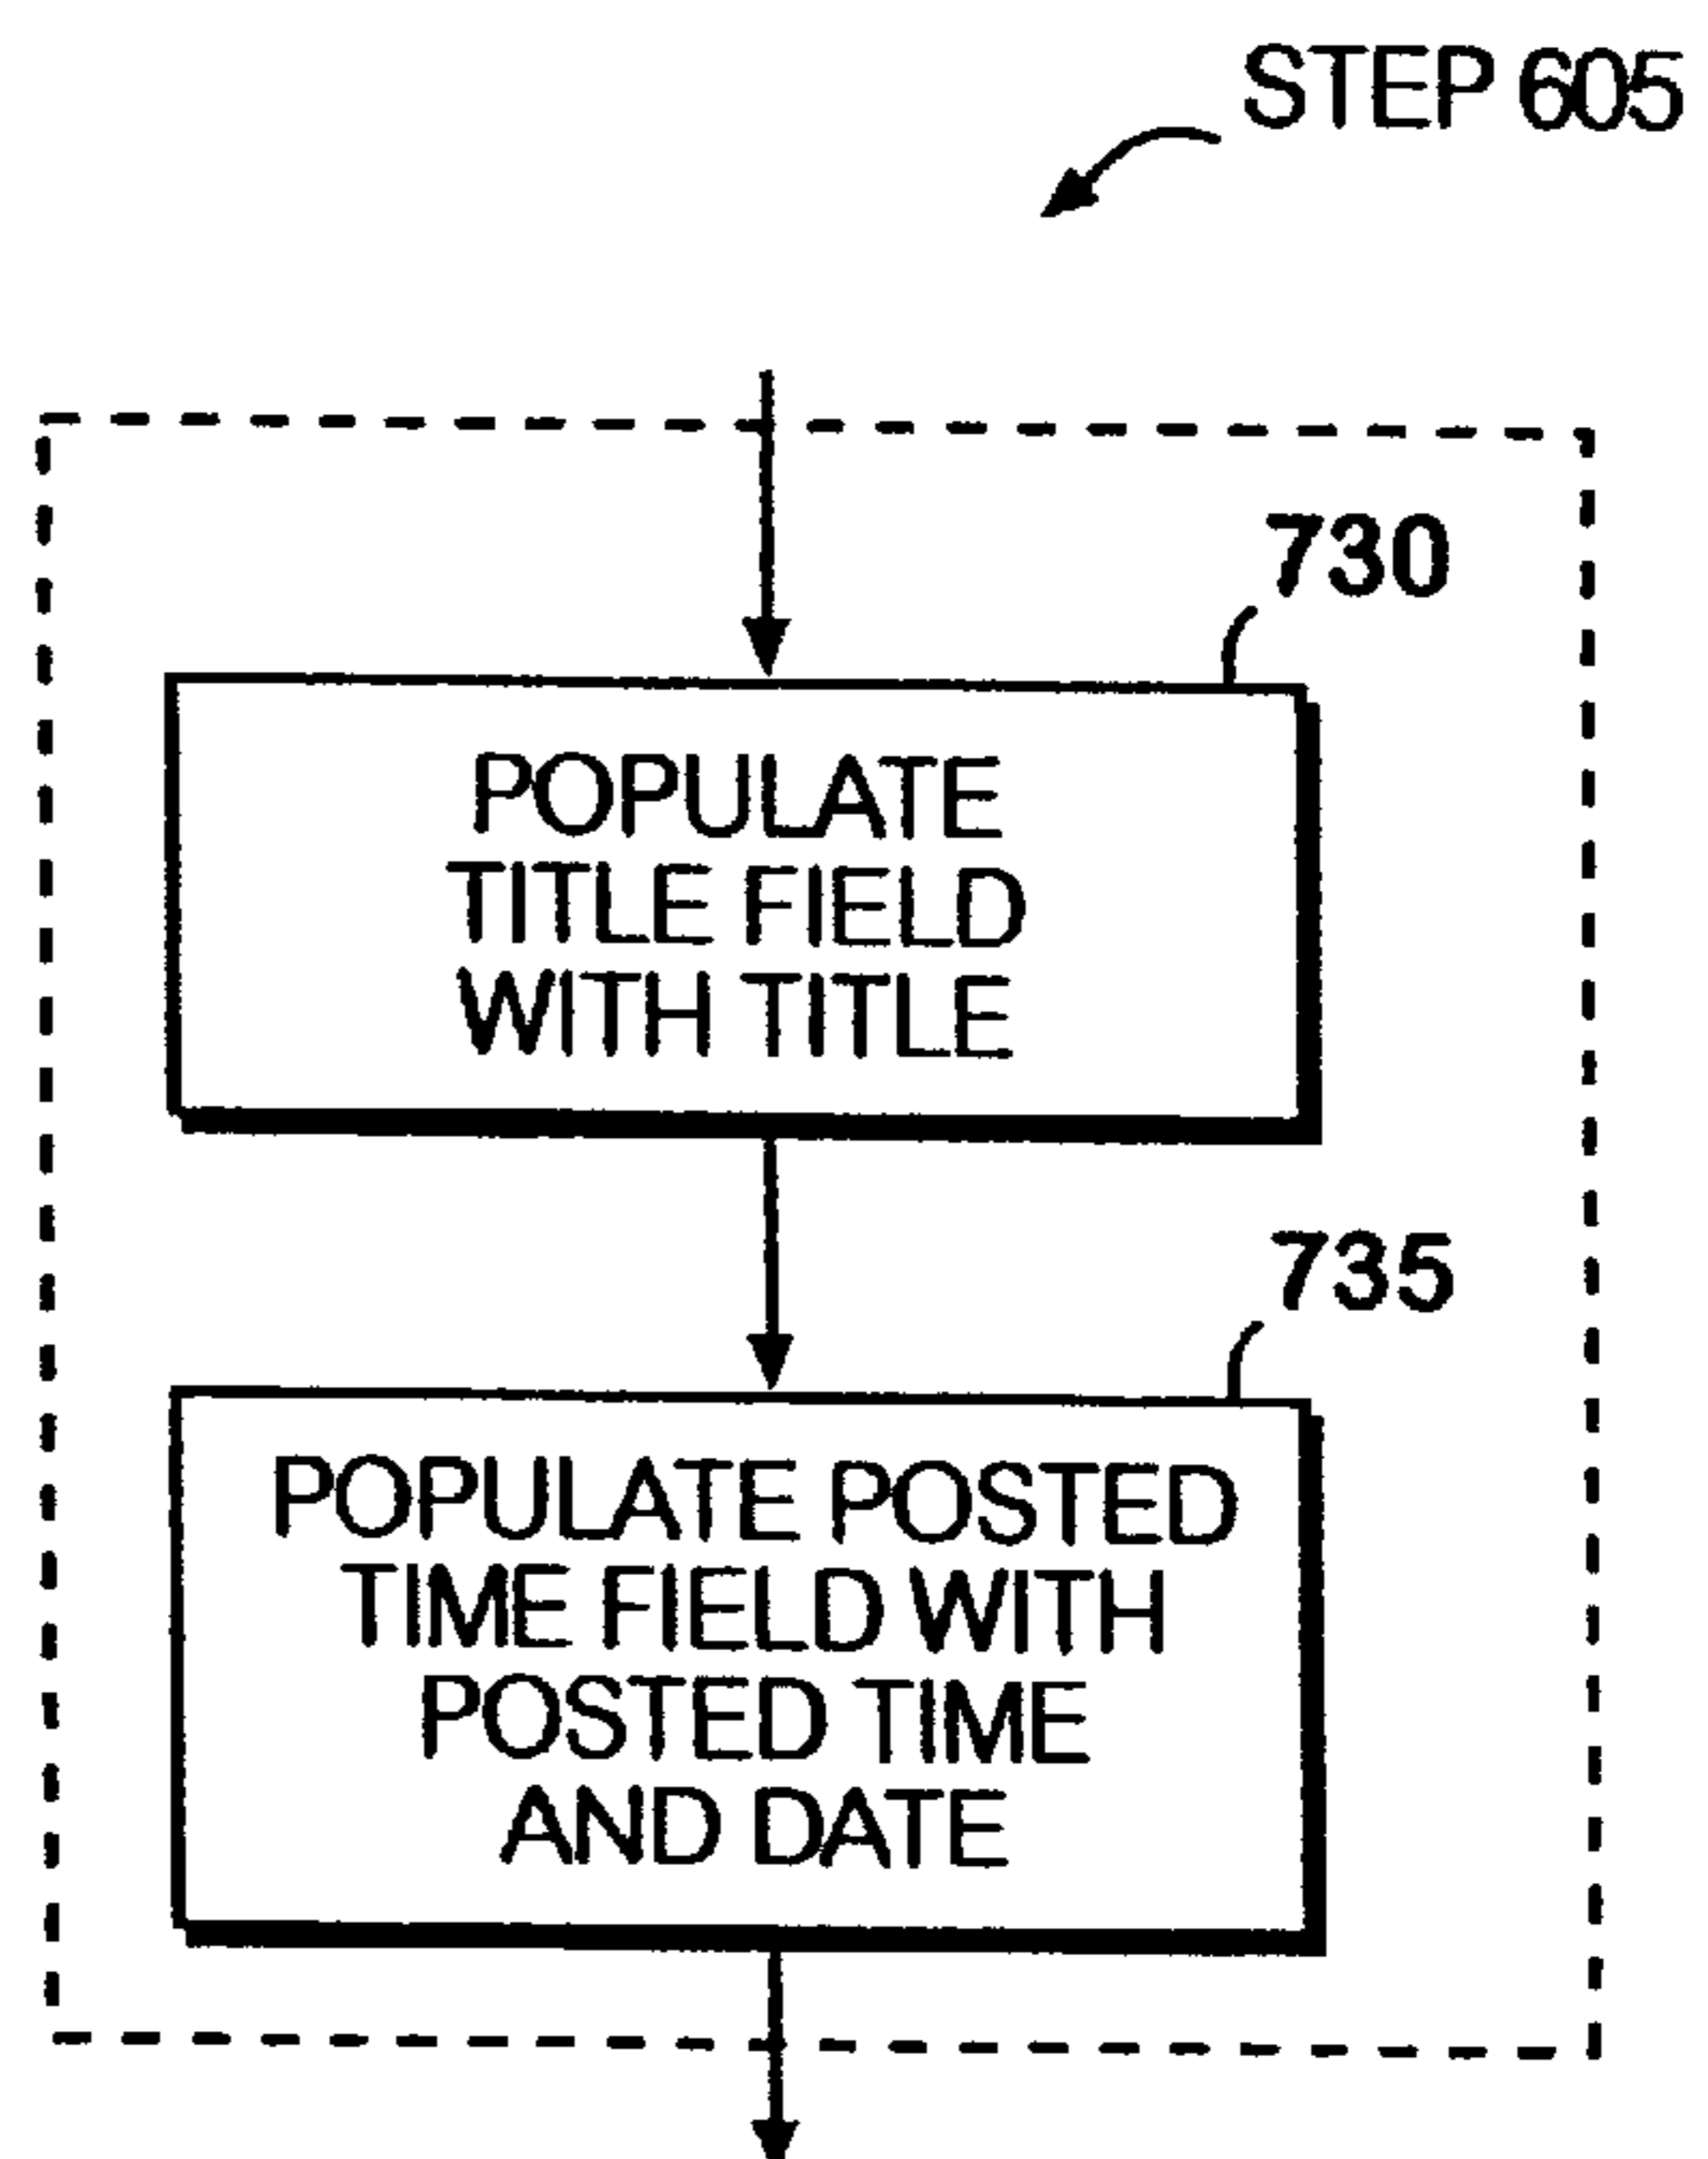 STEP 605
730
POPULATE
TITLE FIELD
WITH TITLE
735
POPULATE POSTED
TIME FIELD WITH
POSTED TIME
AND DATE